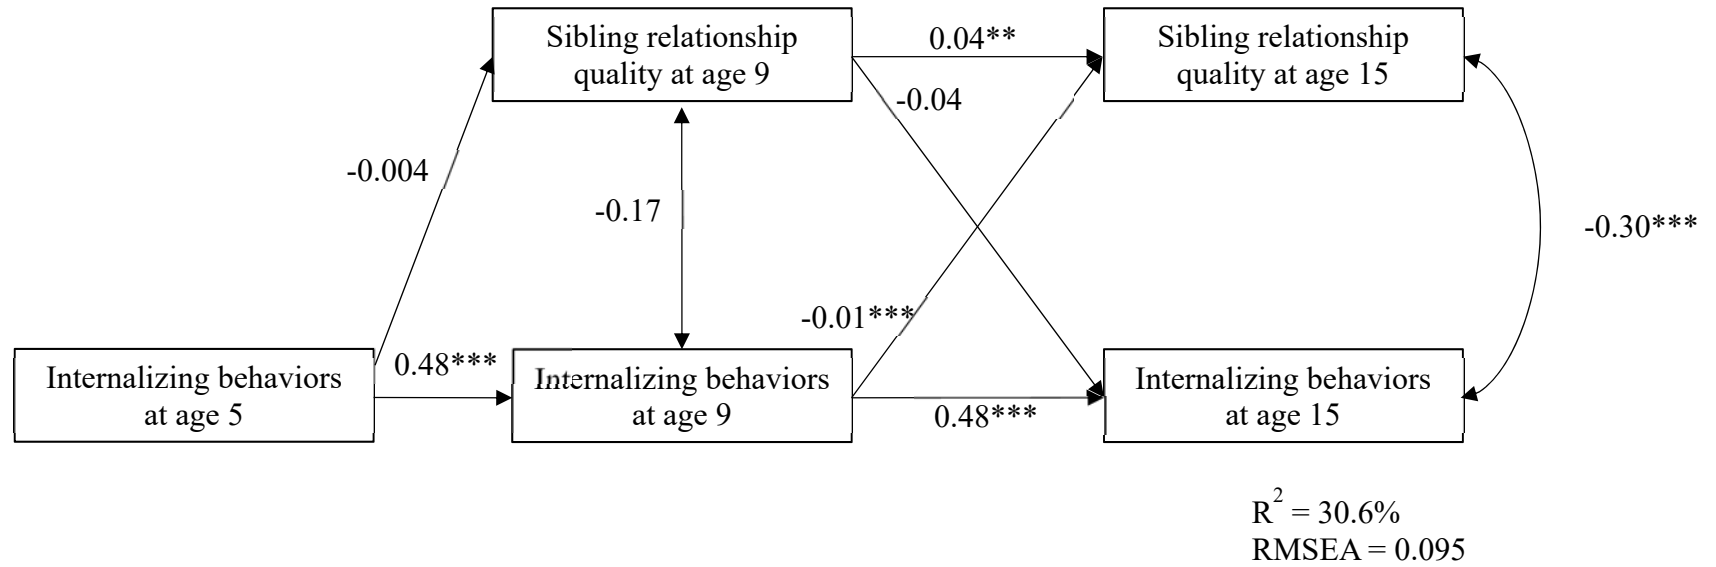 Sibling relationship
quality at age 9
0.04**
Sibling relationship
quality at age 15
-0.04
-0.004
-0.17
-0.30***
-0.01***
Internalizing behaviors
at age 5
0.48***
Internalizing behaviors
at age 9
0.48***
Internalizing behaviors
at age 15
R² = 30.6%
RMSEA = 0.095